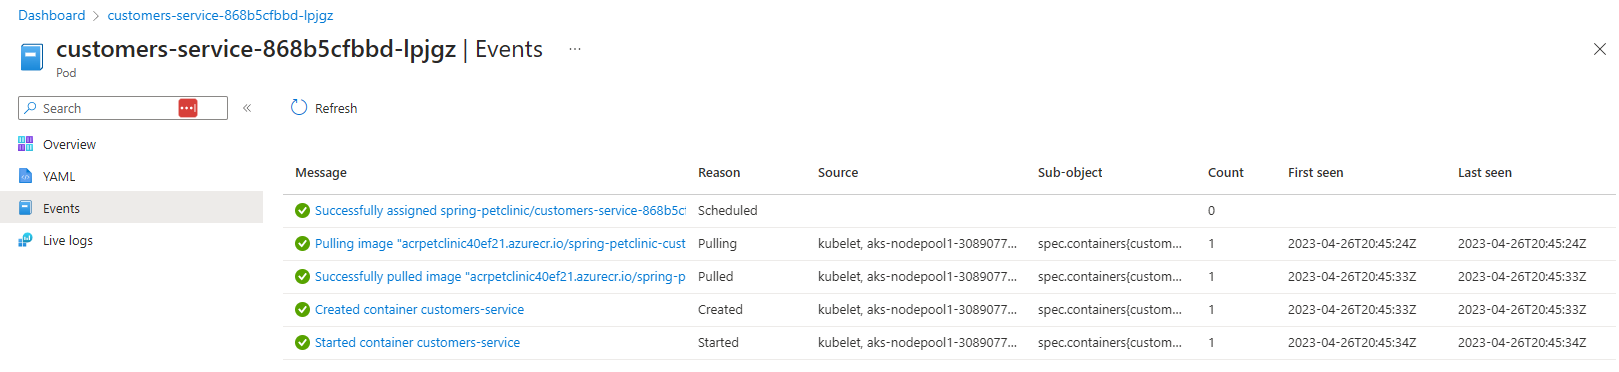 Dashboard > customers-service-868b5cfbbd-lpjgz
customers-service-868b5cfbbd-lpjgz | Events ...
Pod
Search «
Refresh
Overview
YAML
Events
Live logs
Message Reason Source Sub-object Count First seen Last seen
Successfully assigned spring-petclinic/customers-service-868b5cf Scheduled 0
Pulling image "acrpetclinic40ef21.azurecr.io/spring-petclinic-cust Pulling kubelet, aks-nodepool1-3089077... spec.containers{custom... 1 2023-04-26T20:45:24Z 2023-04-26T20:45:24Z
Successfully pulled image "acrpetclinic40ef21.azurecr.io/spring-p Pulled kubelet, aks-nodepool1-3089077... spec.containers{custom... 1 2023-04-26T20:45:33Z 2023-04-26T20:45:33Z
Created container customers-service Created kubelet, aks-nodepool1-3089077... spec.containers{custom... 1 2023-04-26T20:45:33Z 2023-04-26T20:45:33Z
Started container customers-service Started kubelet, aks-nodepool1-3089077... spec.containers{custom... 1 2023-04-26T20:45:34Z 2023-04-26T20:45:34Z